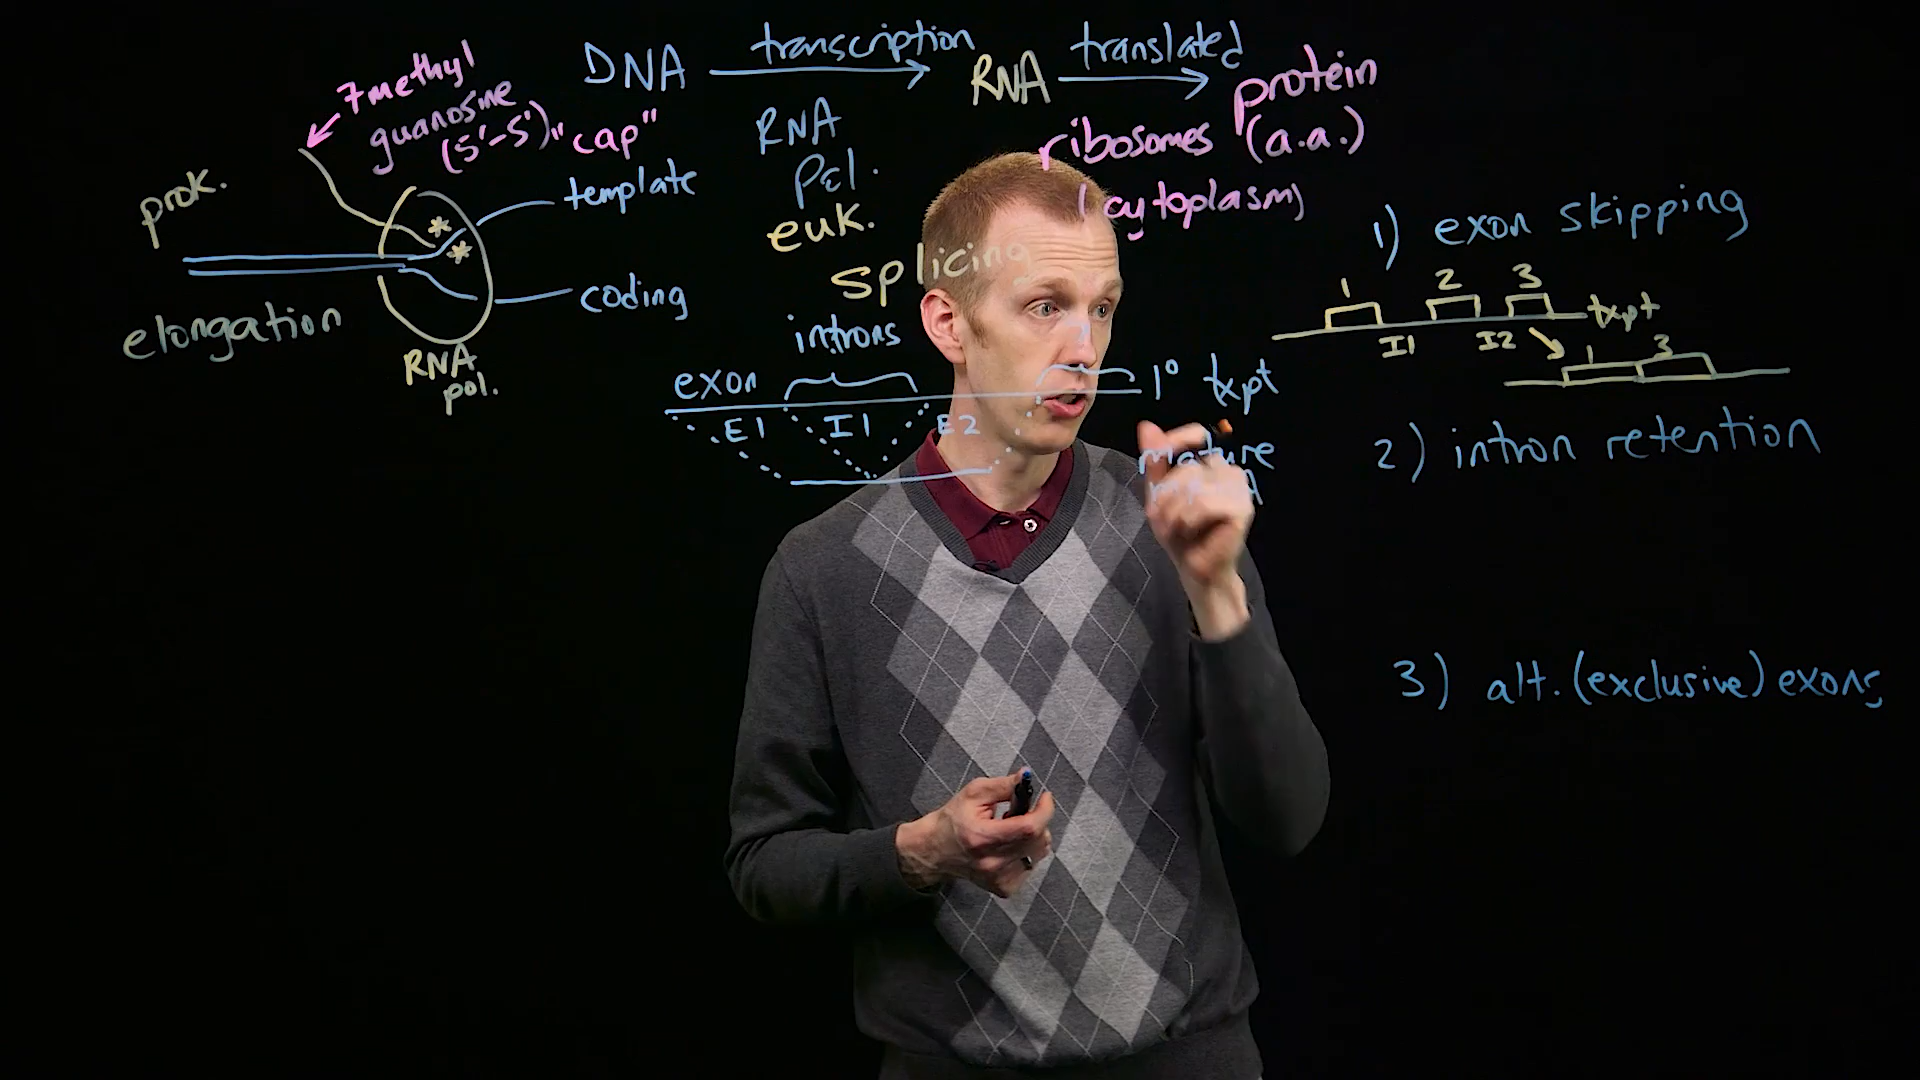 DNA transcription RNA translated protein
7methyl
guanosine
(5'-5') "cap"
RNA
pol.
ribosomes (a.a.)
(cytoplasm)
euk.
splicing
introns
prok.
template
coding
elongation
RNA
pol.
exon
E1 I1 E2
1° txpt
mature
1) exon skipping
1 2 3
txpt
I1 I2
1 3
2) intron retention
3) alt. (exclusive) exons